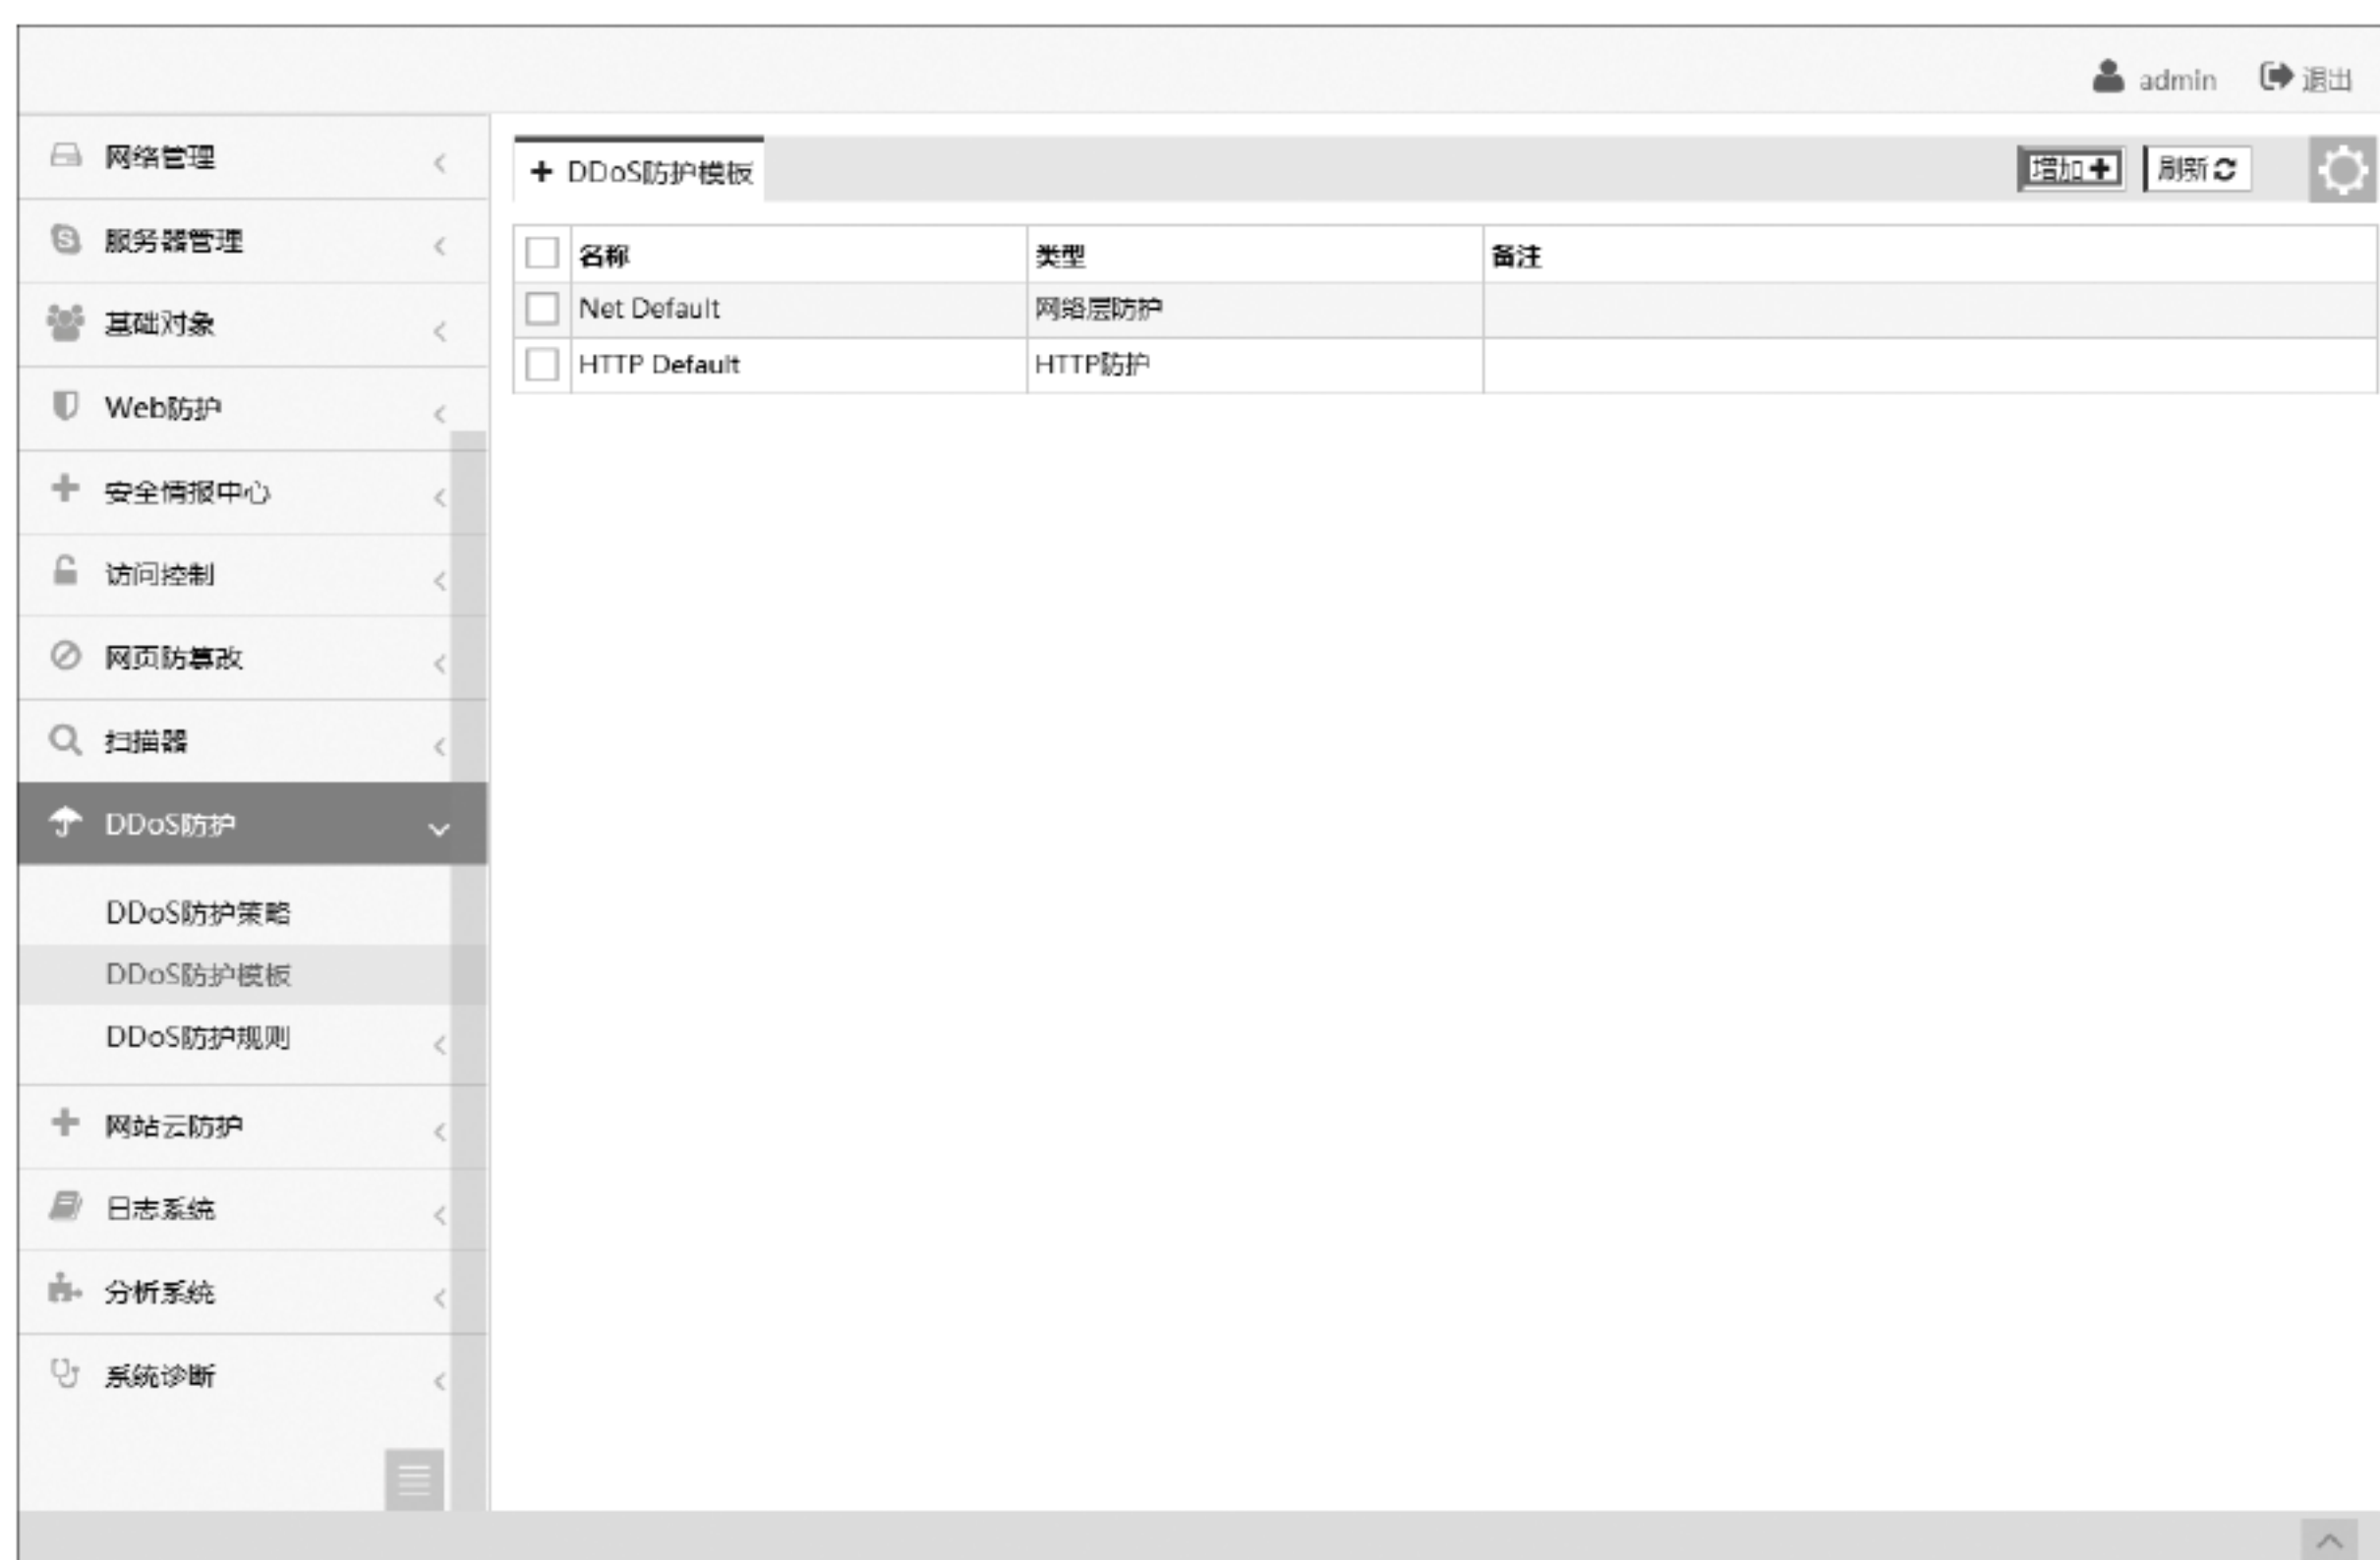 admin 退出
网络管理
服务器管理
基础对象
Web防护
安全情报中心
访问控制
网页防篡改
扫描器
DDoS防护
DDoS防护策略
DDoS防护模板
DDoS防护规则
网站云防护
日志系统
分析系统
系统诊断
DDoS防护模板 增加 刷新
名称 类型 备注
Net Default 网络层防护
HTTP Default HTTP防护